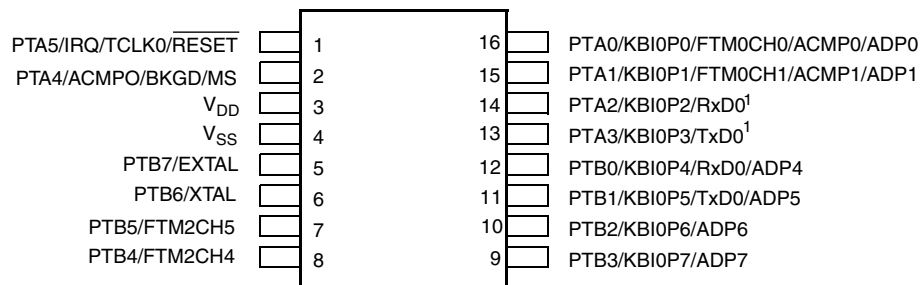 PTA5/IRQ/TCLK0/RESET 1 16 PTA0/KBI0P0/FTM0CH0/ACMP0/ADP0
PTA4/ACMPO/BKGD/MS 2 15 PTA1/KBI0P1/FTM0CH1/ACMP1/ADP1
VDD 3 14 PTA2/KBI0P2/RxD0¹
VSS 4 13 PTA3/KBI0P3/TxD0¹
PTB7/EXTAL 5 12 PTB0/KBI0P4/RxD0/ADP4
PTB6/XTAL 6 11 PTB1/KBI0P5/TxD0/ADP5
PTB5/FTM2CH5 7 10 PTB2/KBI0P6/ADP6
PTB4/FTM2CH4 8 9 PTB3/KBI0P7/ADP7